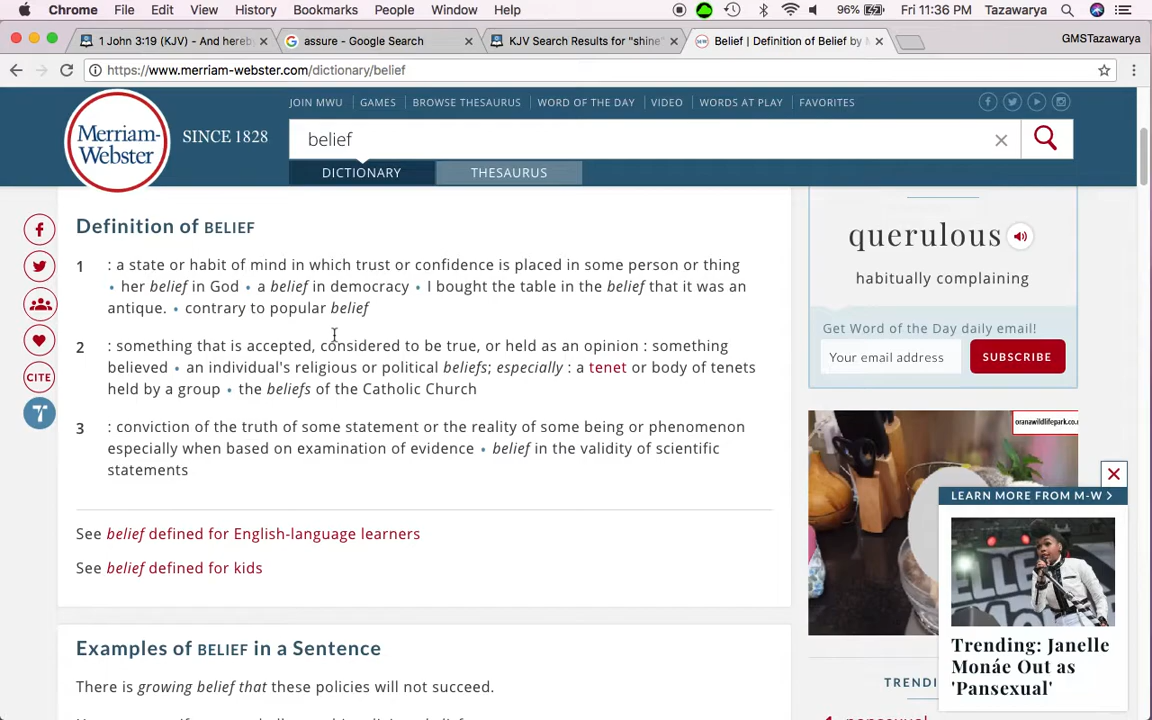 Chrome File Edit View History Bookmarks People Window Help 96% Fri 11:36 PM Tazawarya
1 John 3:19 (KJV) - And hereby
assure - Google Search
KJV Search Results for "shine"
Belief | Definition of Belief by M
GMSTazawarya
https://www.merriam-webster.com/dictionary/belief
JOIN MWU GAMES BROWSE THESAURUS WORD OF THE DAY VIDEO WORDS AT PLAY FAVORITES
Merriam-
Webster
SINCE 1828
belief
DICTIONARY THESAURUS
Definition of BELIEF
1 : a state or habit of mind in which trust or confidence is placed in some person or thing
• her belief in God • a belief in democracy • I bought the table in the belief that it was an
antique. • contrary to popular belief
2 : something that is accepted, considered to be true, or held as an opinion : something
believed • an individual's religious or political beliefs; especially : a tenet or body of tenets
held by a group • the beliefs of the Catholic Church
3 : conviction of the truth of some statement or the reality of some being or phenomenon
especially when based on examination of evidence • belief in the validity of scientific
statements
See belief defined for English-language learners
See belief defined for kids
Examples of BELIEF in a Sentence
There is growing belief that these policies will not succeed.
CITE
querulous
habitually complaining
Get Word of the Day daily email!
Your email address SUBSCRIBE
oranawildlifepark.co.
LEARN MORE FROM M-W >
Trending: Janelle
Monáe Out as
'Pansexual'
TRENDI